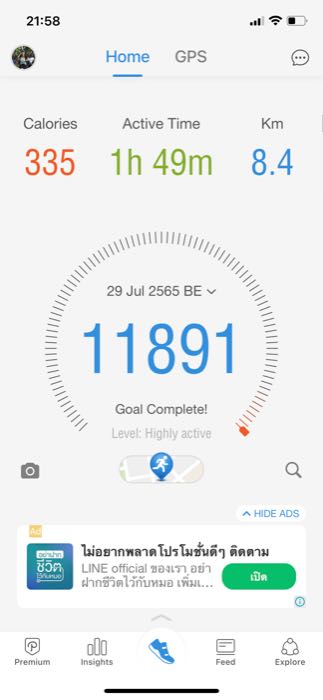 21:58
Home GPS
Calories Active Time Km
335 1h 49m 8.4
29 Jul 2565 BE
11891
Goal Complete!
Level: Highly active
HIDE ADS
Ad
อย่าฝาก
ชีวิต
ไว้กับหมอ
ไม่อยากพลาดโปรโมชั่นดีๆ ติดตาม
LINE official ของเรา อย่า
ฝากชีวิตไว้กับหมอ เพิ่มเ...
เปิด
Premium Insights Feed Explore